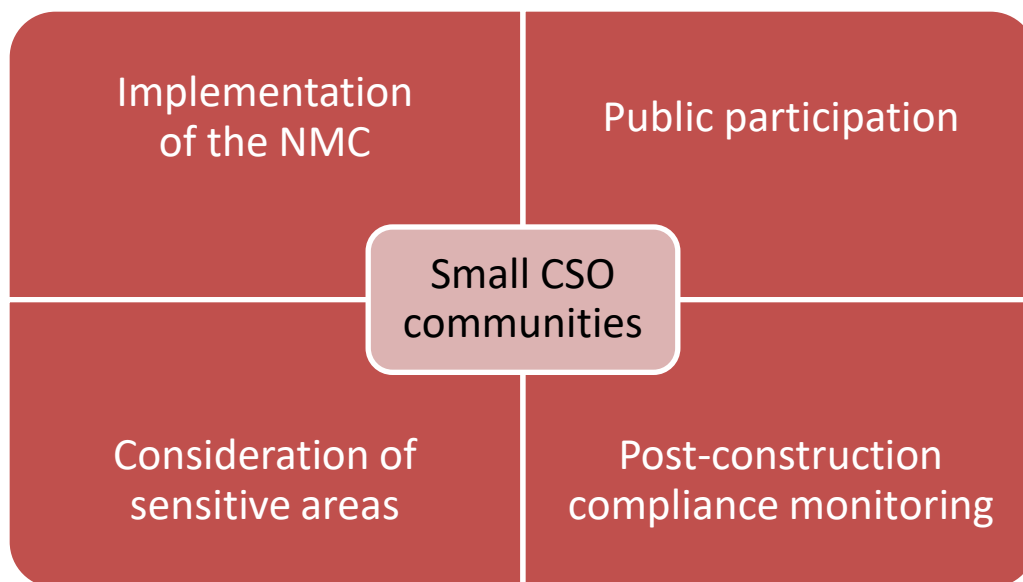 Implementation
of the NMC
Public participation
Small CSO
communities
Consideration of
sensitive areas
Post-construction
compliance monitoring